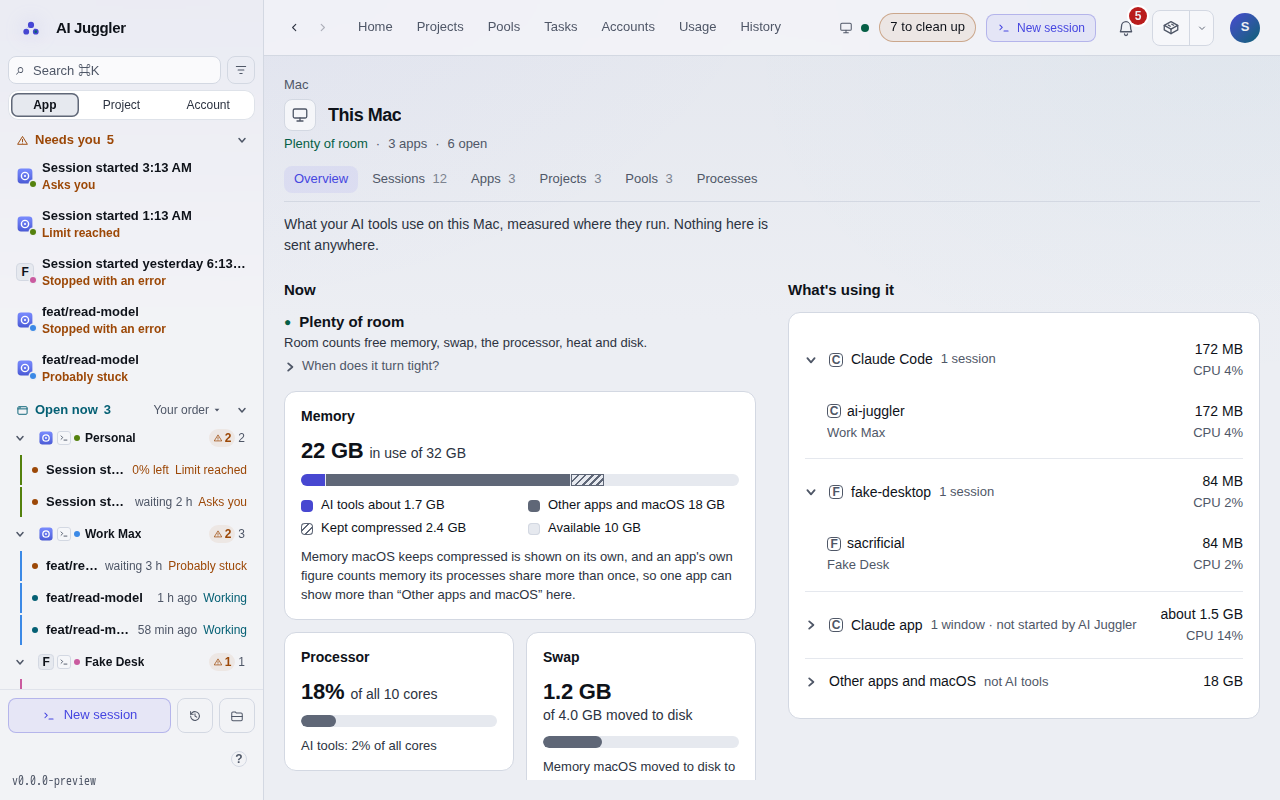 AI Juggler
Search ⌘K
App Project Account
Needs you 5
Session started 3:13 AM
Asks you
Session started 1:13 AM
Limit reached
F Session started yesterday 6:13…
Stopped with an error
feat/read-model
Stopped with an error
feat/read-model
Probably stuck
Open now 3 Your order
Personal 2 2
Session st… 0% left Limit reached
Session st… waiting 2 h Asks you
Work Max 2 3
feat/re… waiting 3 h Probably stuck
feat/read-model 1 h ago Working
feat/read-m… 58 min ago Working
F Fake Desk 1 1
New session
?
v0.0.0-preview
Home Projects Pools Tasks Accounts Usage History
7 to clean up
New session
5
S
Mac
This Mac
Plenty of room · 3 apps · 6 open
Overview Sessions 12 Apps 3 Projects 3 Pools 3 Processes
What your AI tools use on this Mac, measured where they run. Nothing here is
sent anywhere.
Now
Plenty of room
Room counts free memory, swap, the processor, heat and disk.
When does it turn tight?
Memory
22 GB in use of 32 GB
AI tools about 1.7 GB Other apps and macOS 18 GB
Kept compressed 2.4 GB Available 10 GB
Memory macOS keeps compressed is shown on its own, and an app's own
figure counts memory its processes share more than once, so one app can
show more than “Other apps and macOS” here.
Processor
18% of all 10 cores
AI tools: 2% of all cores
Swap
1.2 GB
of 4.0 GB moved to disk
Memory macOS moved to disk to
What's using it
C Claude Code 1 session 172 MB
CPU 4%
C ai-juggler 172 MB
Work Max CPU 4%
F fake-desktop 1 session 84 MB
CPU 2%
F sacrificial 84 MB
Fake Desk CPU 2%
C Claude app 1 window · not started by AI Juggler about 1.5 GB
CPU 14%
Other apps and macOS not AI tools 18 GB